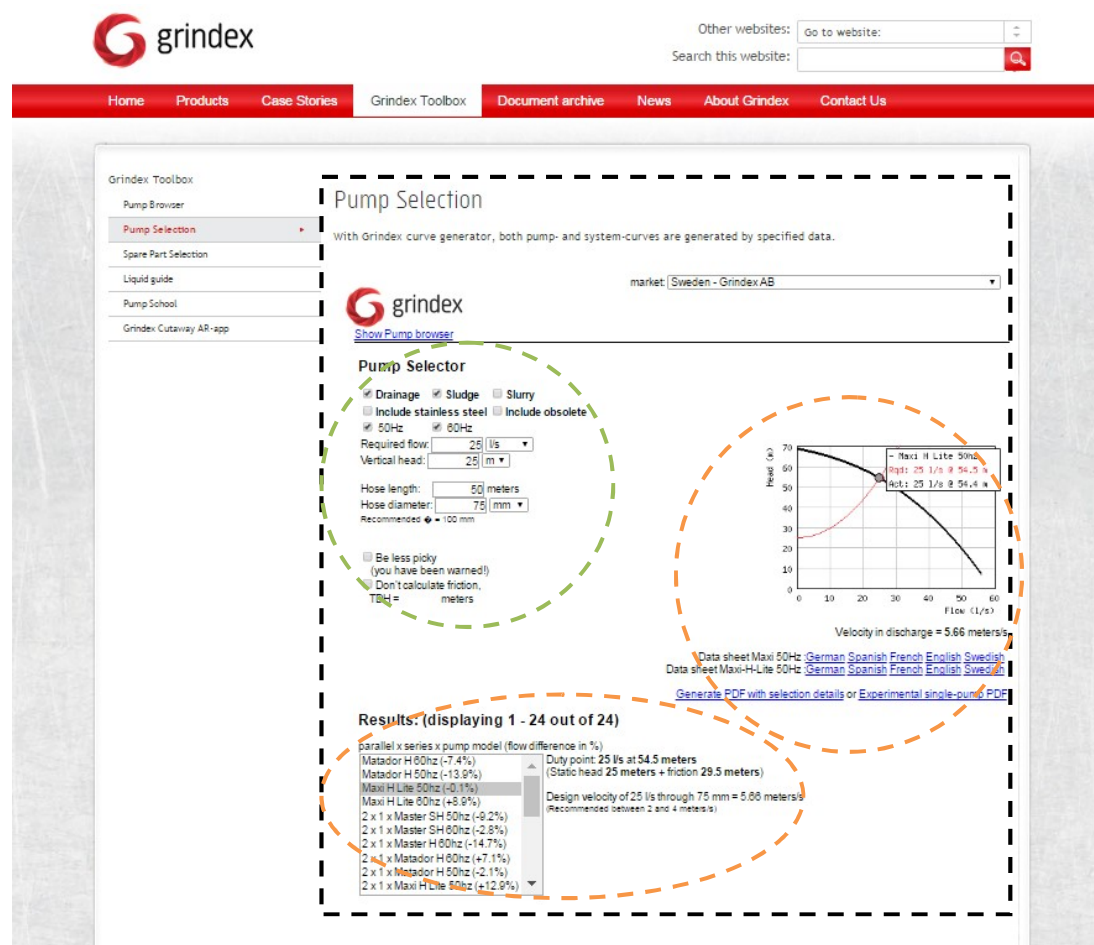 grindex
Other websites: Go to website:
Search this website:
Home Products Case Stories Grindex Toolbox Document archive News About Grindex Contact Us
Grindex Toolbox
Pump Browser
Pump Selection
Spare Part Selection
Liquid guide
Pump School
Grindex Cutaway AR-app
Pump Selection
With Grindex curve generator, both pump- and system-curves are generated by specified data.
market: Sweden - Grindex AB
grindex
Show Pump browser
Pump Selector
Drainage Sludge Slurry
Include stainless steel Include obsolete
50Hz 60Hz
Required flow: 25 l/s
Vertical head: 25 m
Hose length: 50 meters
Hose diameter: 75 mm
Recommended � = 100 mm
Be less picky
(you have been warned!)
Don't calculate friction,
TDH = meters
Head (m)
70
60
50
40
30
20
10
0
0 10 20 30 40 50 60
Flow (l/s)
- Maxi H Lite 50hz
Rqd: 25 l/s @ 54.5 m
Act: 25 l/s @ 54.4 m
Velocity in discharge = 5.66 meters/s
Data sheet Maxi 50Hz :German Spanish French English Swedish
Data sheet Maxi-H-Lite 50Hz :German Spanish French English Swedish
Generate PDF with selection details or Experimental single-pump PDF
Results: (displaying 1 - 24 out of 24)
parallel x series x pump model (flow difference in %)
Matador H 60hz (-7.4%)
Matador H 50hz (-13.9%)
Maxi H Lite 50hz (-0.1%)
Maxi H Lite 60hz (+8.9%)
2 x 1 x Master SH 50hz (-9.2%)
2 x 1 x Master SH 60hz (-2.8%)
2 x 1 x Master H 60hz (-14.7%)
2 x 1 x Matador H 60hz (+7.1%)
2 x 1 x Matador H 50hz (-2.1%)
2 x 1 x Maxi H Lite 50hz (+12.9%)
Duty point: 25 l/s at 54.5 meters
(Static head 25 meters + friction 29.5 meters)
Design velocity of 25 l/s through 75 mm = 5.66 meters/s
(Recommended between 2 and 4 meters/s)